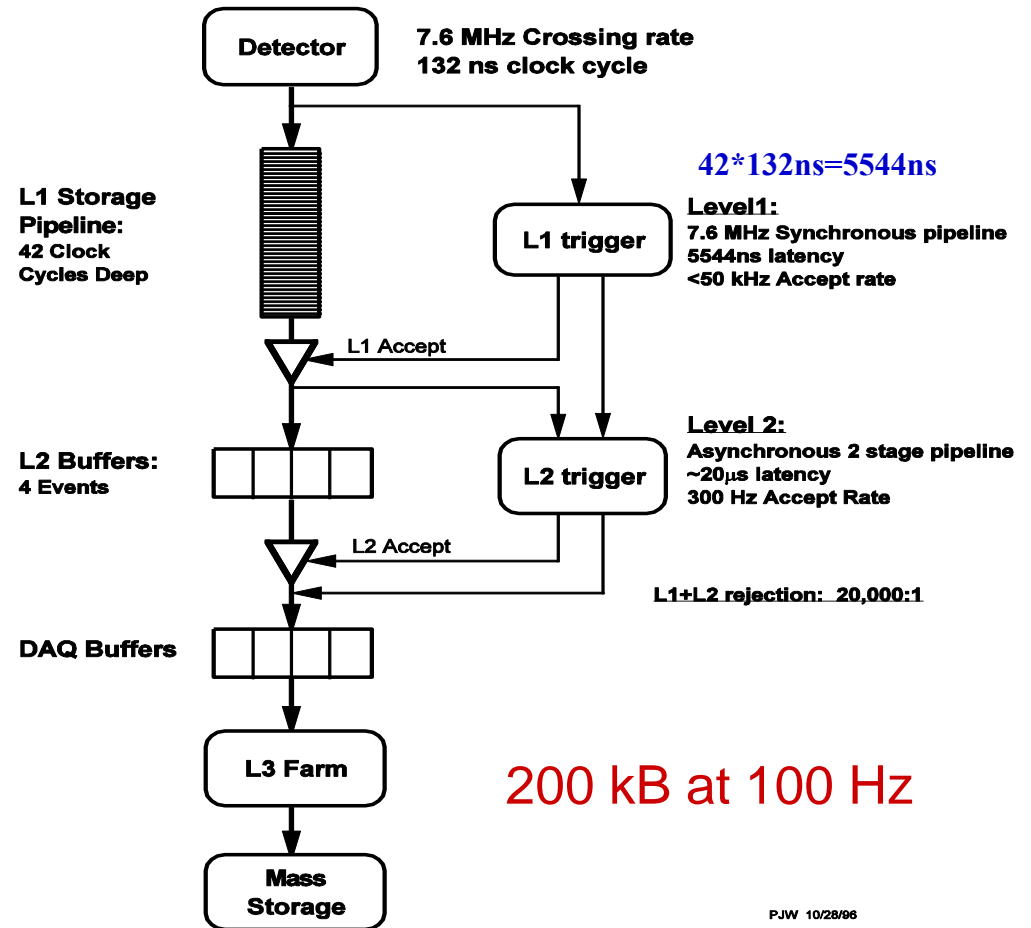 Detector
7.6 MHz Crossing rate
132 ns clock cycle
42*132ns=5544ns
L1 Storage
Pipeline:
42 Clock
Cycles Deep
L1 trigger
Level1:
7.6 MHz Synchronous pipeline
5544ns latency
<50 kHz Accept rate
L1 Accept
L2 Buffers:
4 Events
L2 trigger
Level 2:
Asynchronous 2 stage pipeline
~20μs latency
300 Hz Accept Rate
L2 Accept
L1+L2 rejection: 20,000:1
DAQ Buffers
L3 Farm
200 kB at 100 Hz
Mass
Storage
PJW 10/28/96